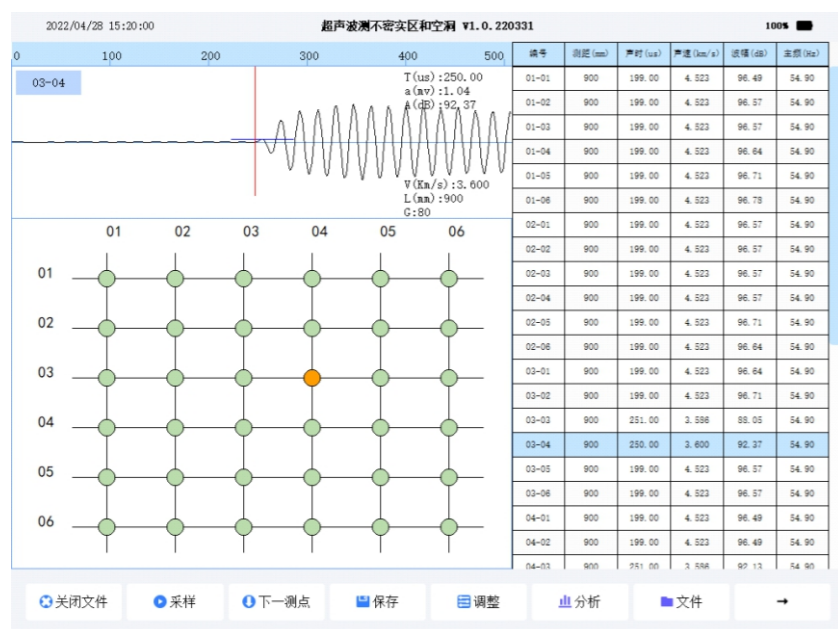 2022/04/28 15:20:00 超声波测不密实区和空洞 V1.0.220331 100%
0 100 200 300 400 500
03-04
T(us):250.00
a(mv):1.04
A(dB):92.37
V(Km/s):3.600
L(mm):900
G:80
01 02 03 04 05 06
01
02
03
04
05
06
编号 测距(mm) 声时(us) 声速(km/s) 波幅(dB) 主频(Hz)
01-01 900 199.00 4.523 96.49 54.90
01-02 900 199.00 4.523 96.57 54.90
01-03 900 199.00 4.523 96.57 54.90
01-04 900 199.00 4.523 96.64 54.90
01-05 900 199.00 4.523 96.71 54.90
01-06 900 199.00 4.523 96.78 54.90
02-01 900 199.00 4.523 96.57 54.90
02-02 900 199.00 4.523 96.57 54.90
02-03 900 199.00 4.523 96.57 54.90
02-04 900 199.00 4.523 96.57 54.90
02-05 900 199.00 4.523 96.71 54.90
02-06 900 199.00 4.523 96.64 54.90
03-01 900 199.00 4.523 96.64 54.90
03-02 900 199.00 4.523 96.71 54.90
03-03 900 251.00 3.586 88.05 54.90
03-04 900 250.00 3.600 92.37 54.90
03-05 900 199.00 4.523 96.57 54.90
03-06 900 199.00 4.523 96.57 54.90
04-01 900 199.00 4.523 96.49 54.90
04-02 900 199.00 4.523 96.49 54.90
04-03 900 251.00 3.586 92.13 54.90
关闭文件 采样 下一测点 保存 调整 分析 文件 →